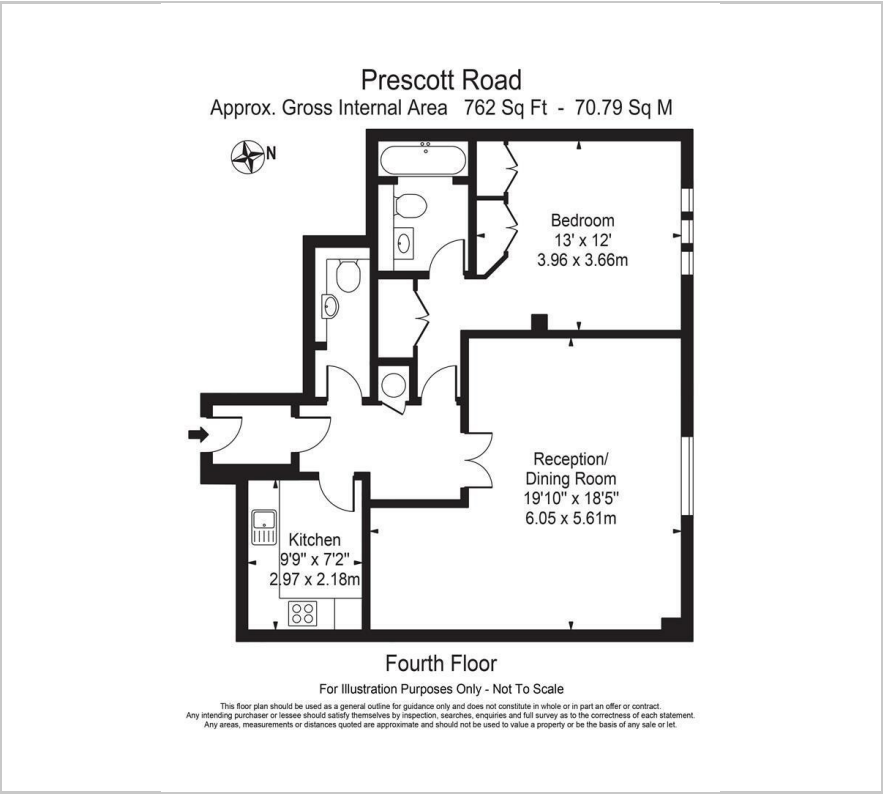 Prescott Road
Approx. Gross Internal Area 762 Sq Ft - 70.79 Sq M
N
Bedroom
13' x 12'
3.96 x 3.66m
Reception/
Dining Room
19'10" x 18'5"
6.05 x 5.61m
Kitchen
9'9" x 7'2"
2.97 x 2.18m
Fourth Floor
For Illustration Purposes Only - Not To Scale
This floor plan should be used as a general outline for guidance only and does not constitute in whole or in part an offer or contract.
Any intending purchaser or lessee should satisfy themselves by inspection, searches, enquiries and full survey as to the correctness of each statement.
Any areas, measurements or distances quoted are approximate and should not be used to value a property or be the basis of any sale or let.